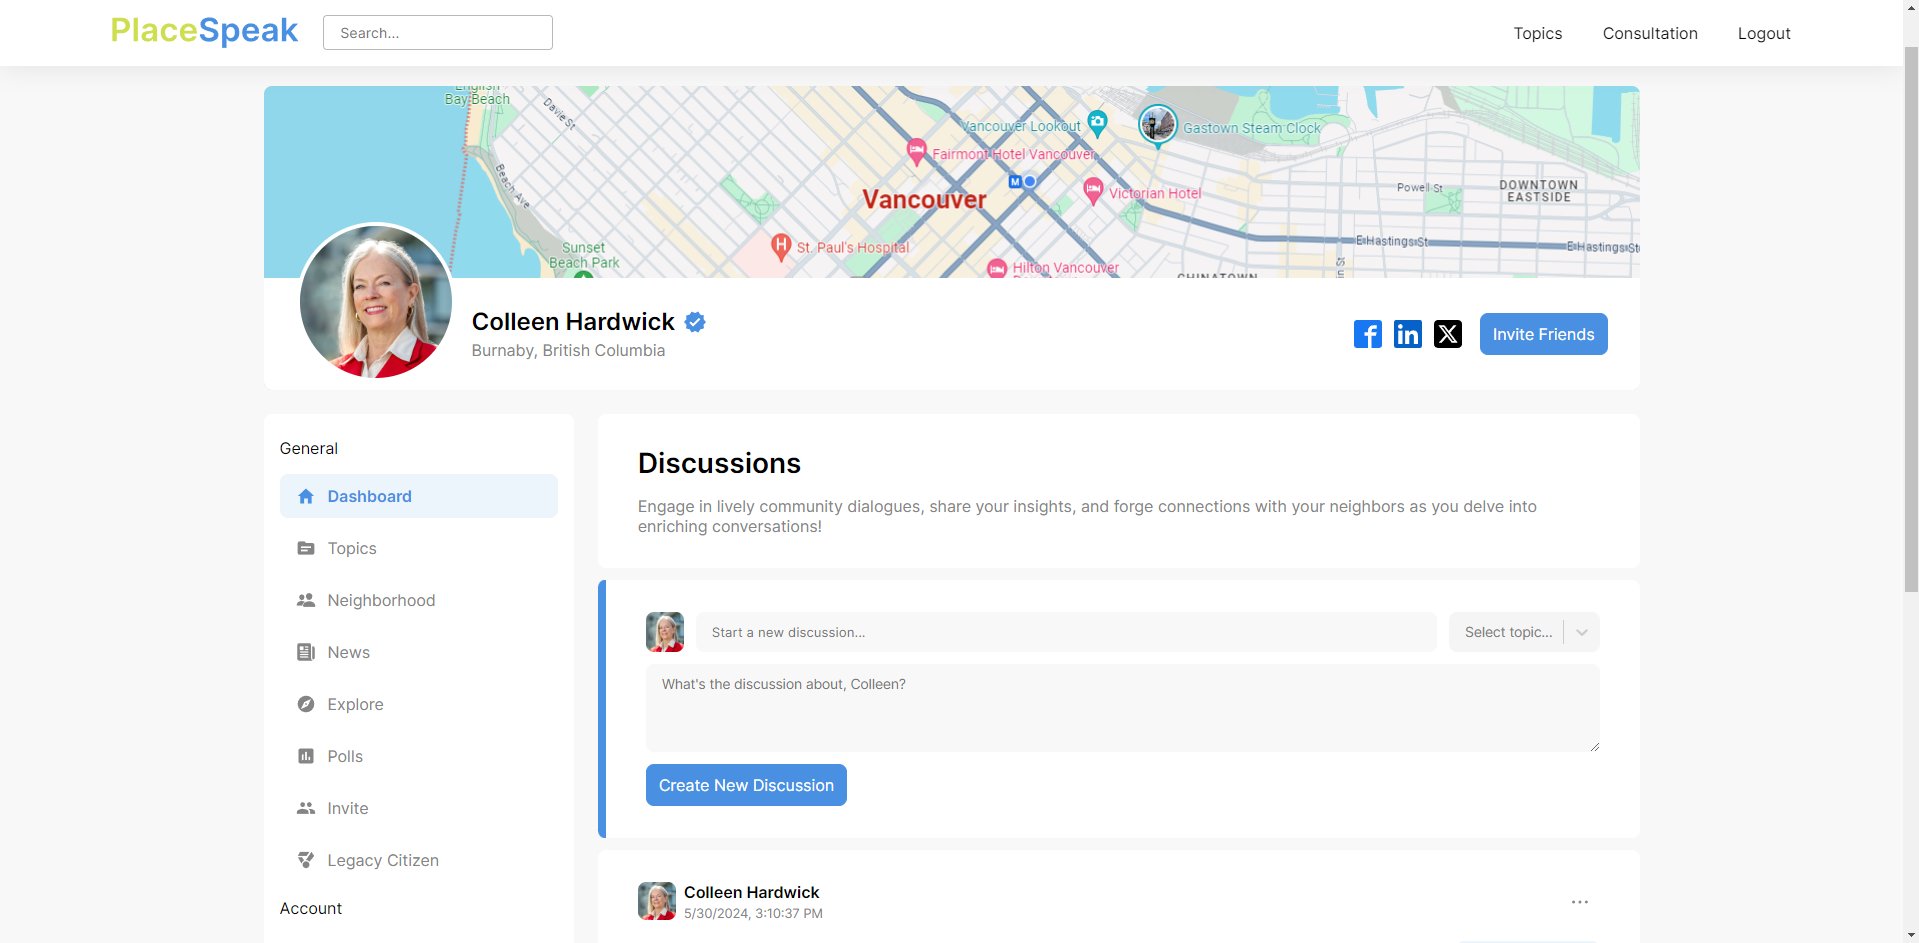 PlaceSpeak
Search...
Topics
Consultation
Logout
English
Bay Beach
Davie St
Beach Ave
Vancouver Lookout
Gastown Steam Clock
Fairmont Hotel Vancouver
M
Victorian Hotel
Vancouver
Powell St
DOWNTOWN
EASTSIDE
H
St. Paul's Hospital
Sunset
Beach Park
Hilton Vancouver
E Hastings St
E Hastings St
CHINATOWN
Colleen Hardwick
Burnaby, British Columbia
Invite Friends
General
Dashboard
Topics
Neighborhood
News
Explore
Polls
Invite
Legacy Citizen
Account
Discussions
Engage in lively community dialogues, share your insights, and forge connections with your neighbors as you delve into
enriching conversations!
Start a new discussion...
Select topic...
What's the discussion about, Colleen?
Create New Discussion
Colleen Hardwick
5/30/2024, 3:10:37 PM